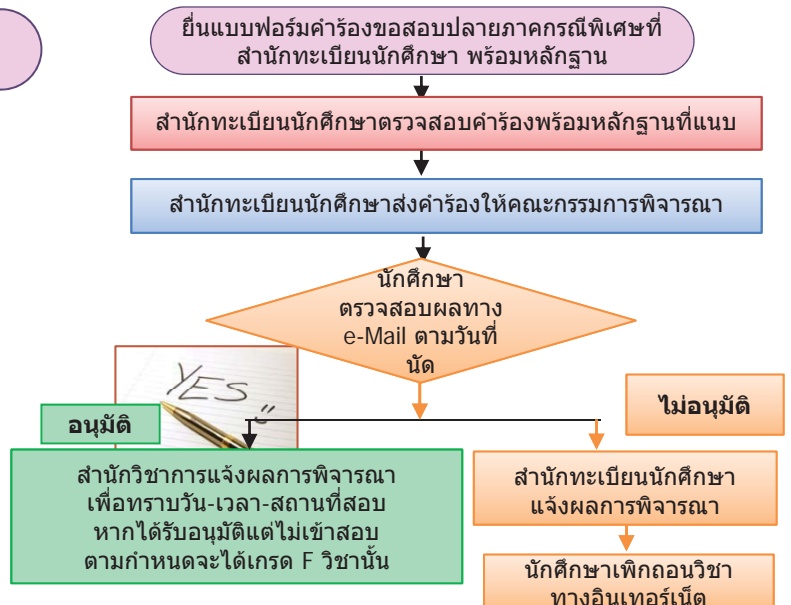 ยื่นแบบฟอร์มคำร้องขอสอบปลายภาคกรณีพิเศษที่
สำนักทะเบียนนักศึกษา พร้อมหลักฐาน
สำนักทะเบียนนักศึกษาตรวจสอบคำร้องพร้อมหลักฐานที่แนบ
สำนักทะเบียนนักศึกษาส่งคำร้องให้คณะกรรมการพิจารณา
นักศึกษา
ตรวจสอบผลทาง
e-Mail ตามวันที่
นัด
YES
อนุมัติ
ไม่อนุมัติ
สำนักวิชาการแจ้งผลการพิจารณา
เพื่อทราบวัน-เวลา-สถานที่สอบ
หากได้รับอนุมัติแต่ไม่เข้าสอบ
ตามกำหนดจะได้เกรด F วิชานั้น
สำนักทะเบียนนักศึกษา
แจ้งผลการพิจารณา
นักศึกษาเพิกถอนวิชา
ทางอินเทอร์เน็ต